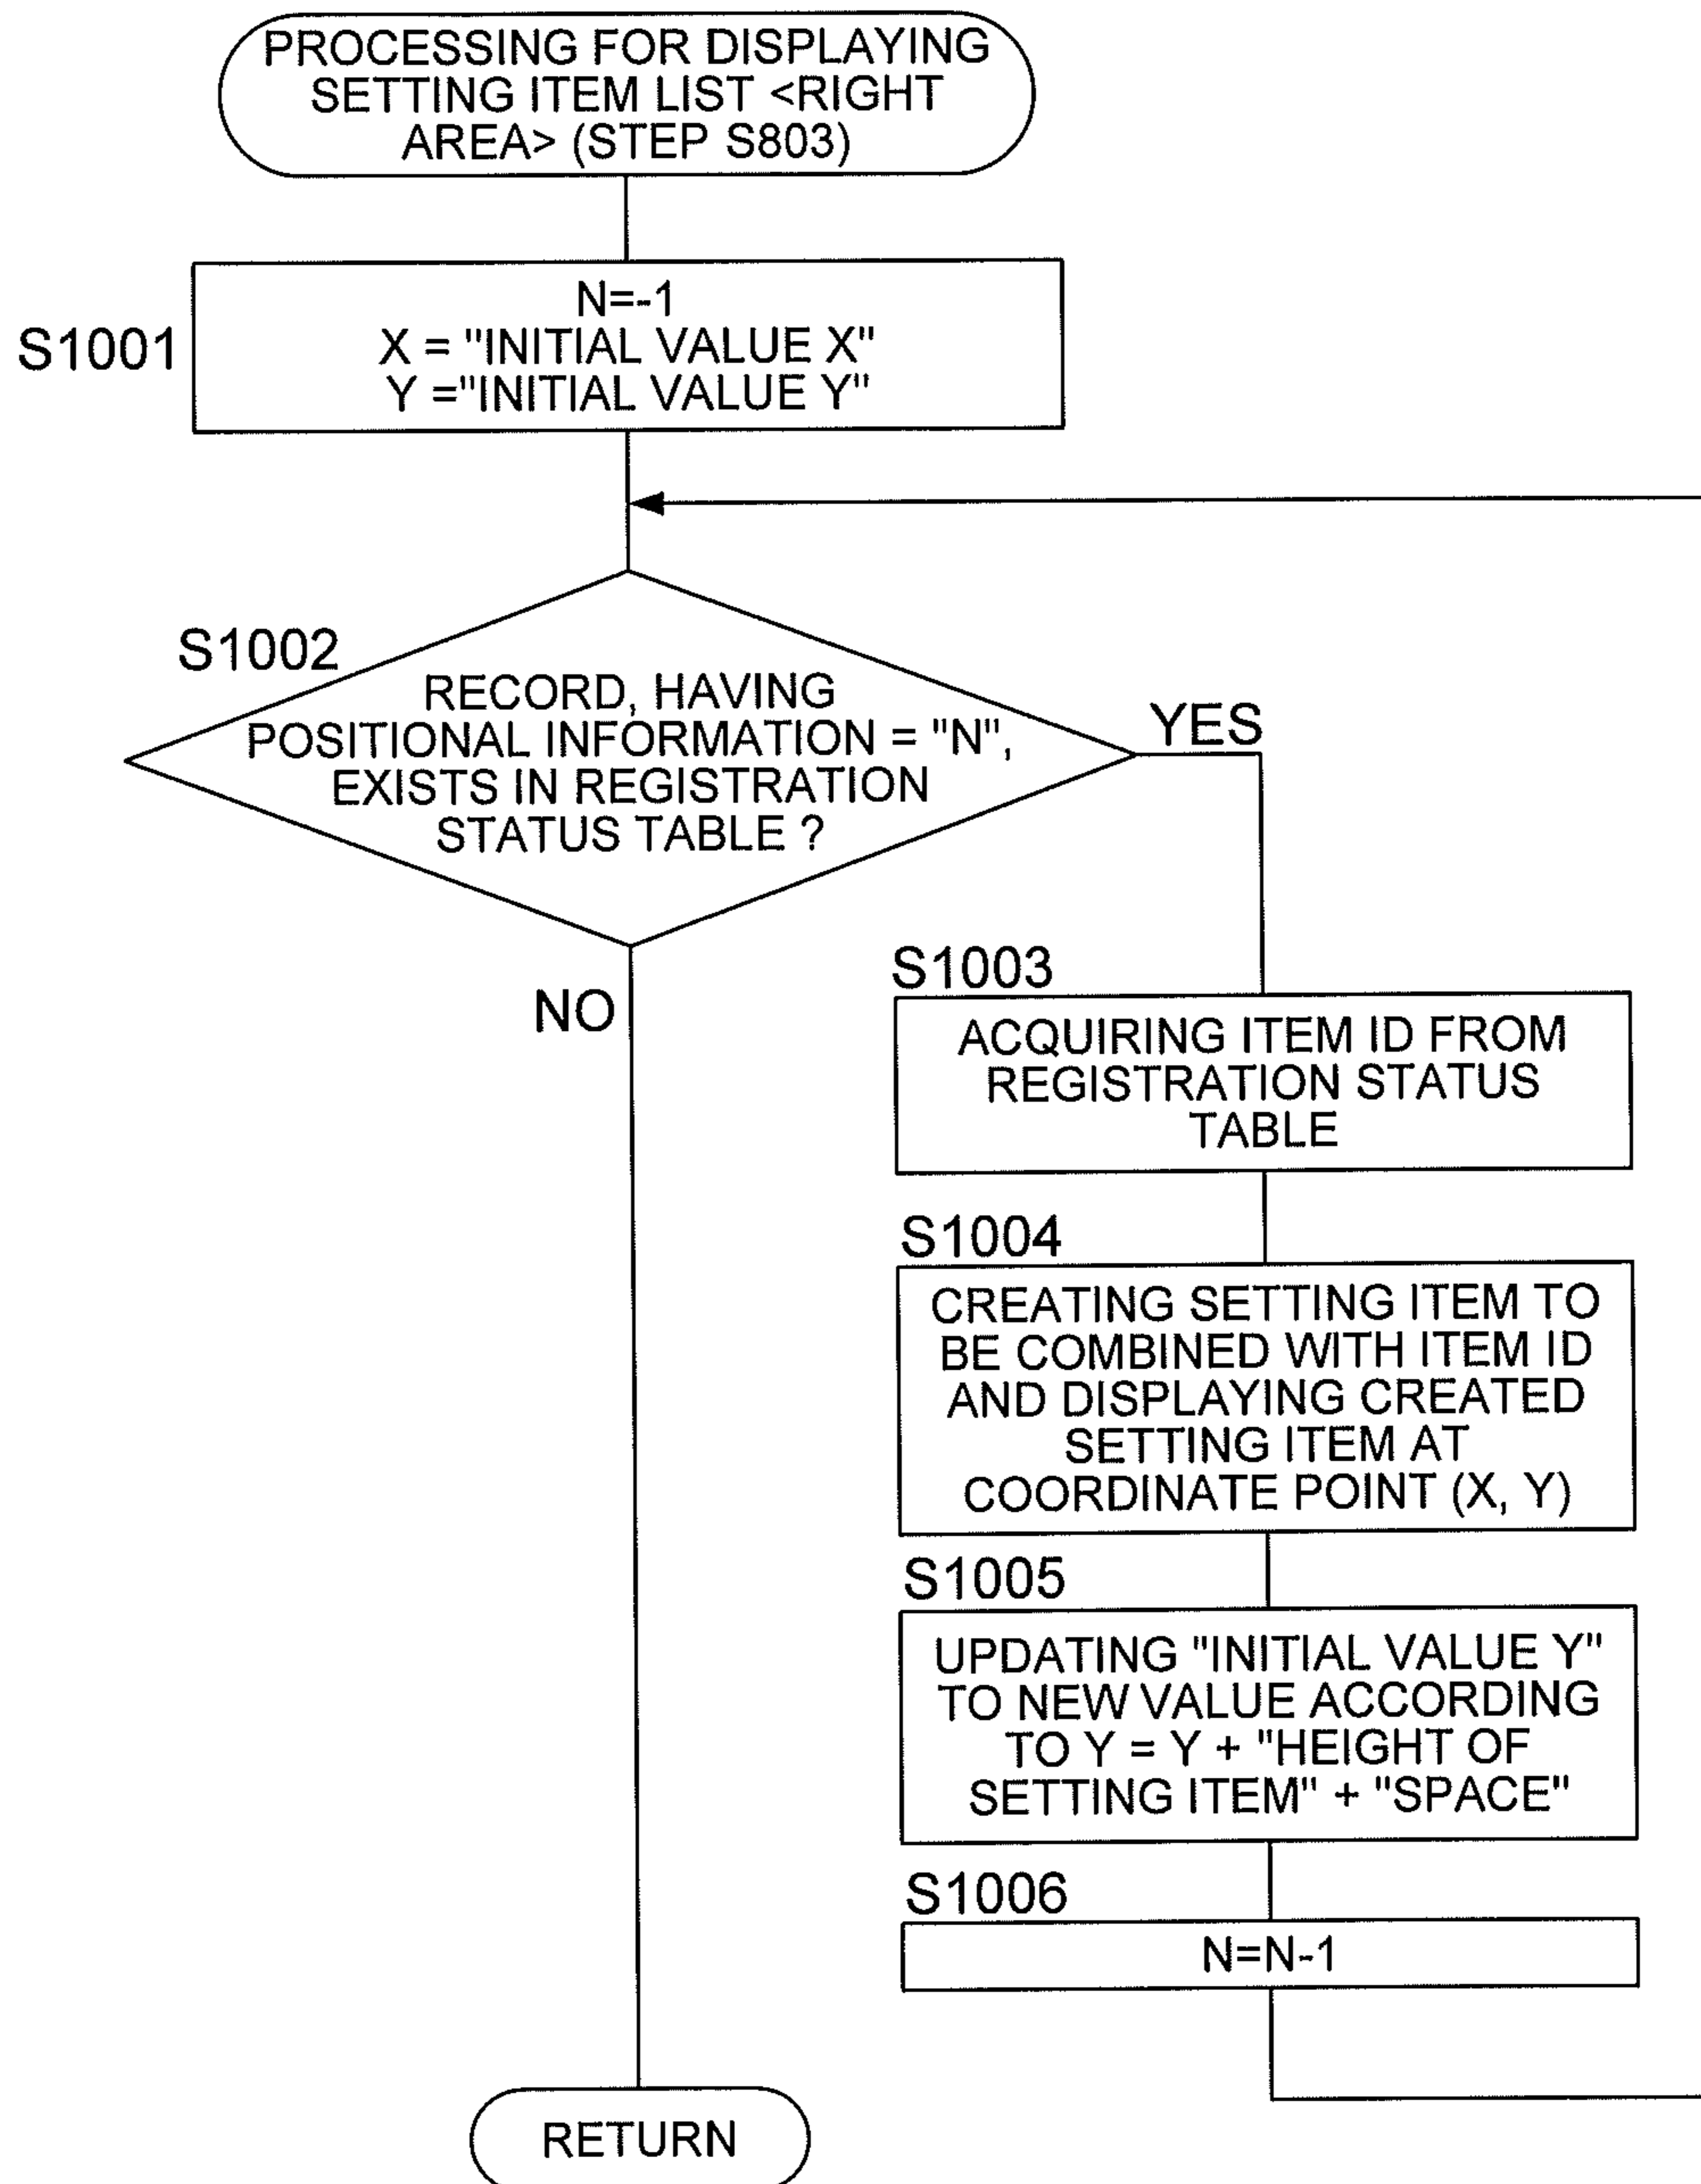 PROCESSING FOR DISPLAYING
SETTING ITEM LIST <RIGHT
AREA> (STEP S803)
S1001
N=-1
X = "INITIAL VALUE X"
Y ="INITIAL VALUE Y"
S1002
RECORD, HAVING
POSITIONAL INFORMATION = "N",
EXISTS IN REGISTRATION
STATUS TABLE ?
YES
NO
S1003
ACQUIRING ITEM ID FROM
REGISTRATION STATUS
TABLE
S1004
CREATING SETTING ITEM TO
BE COMBINED WITH ITEM ID
AND DISPLAYING CREATED
SETTING ITEM AT
COORDINATE POINT (X, Y)
S1005
UPDATING "INITIAL VALUE Y"
TO NEW VALUE ACCORDING
TO Y = Y + "HEIGHT OF
SETTING ITEM" + "SPACE"
S1006
N=N-1
RETURN